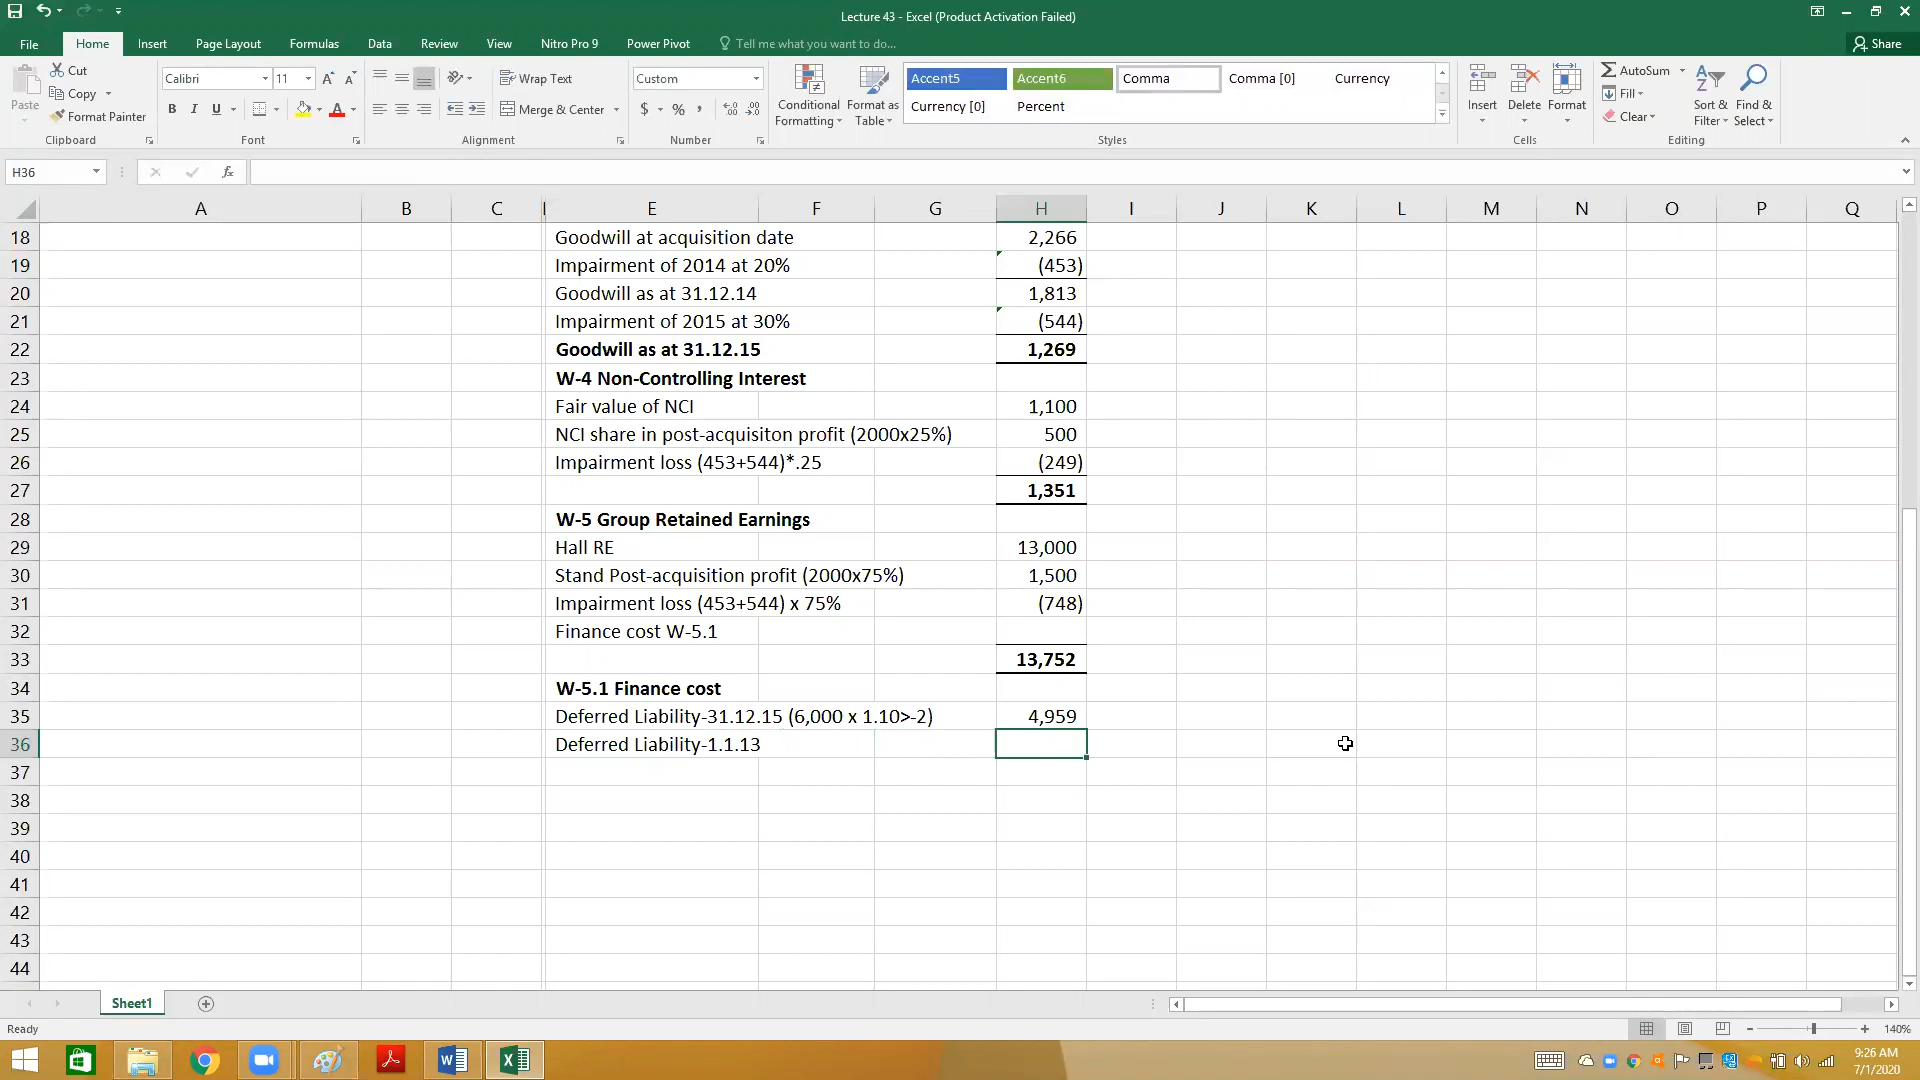 Lecture 43 - Excel (Product Activation Failed)
File Home Insert Page Layout Formulas Data Review View Nitro Pro 9 Power Pivot Tell me what you want to do... Share
Paste
Cut
Copy
Format Painter
Clipboard
Calibri 11
B I U
Font
Wrap Text
Merge & Center
Alignment
Custom
$ % ,
Number
Conditional Formatting
Format as Table
Accent5 Accent6 Comma Comma [0] Currency
Currency [0] Percent
Styles
Insert Delete Format
Cells
AutoSum
Fill
Clear
Sort & Filter
Find & Select
Editing
H36 fx
A B C E F G H I J K L M N O P Q
18 Goodwill at acquisition date 2,266
19 Impairment of 2014 at 20% (453)
20 Goodwill as at 31.12.14 1,813
21 Impairment of 2015 at 30% (544)
22 Goodwill as at 31.12.15 1,269
23 W-4 Non-Controlling Interest
24 Fair value of NCI 1,100
25 NCI share in post-acquisiton profit (2000x25%) 500
26 Impairment loss (453+544)*.25 (249)
27 1,351
28 W-5 Group Retained Earnings
29 Hall RE 13,000
30 Stand Post-acquisition profit (2000x75%) 1,500
31 Impairment loss (453+544) x 75% (748)
32 Finance cost W-5.1
33 13,752
34 W-5.1 Finance cost
35 Deferred Liability-31.12.15 (6,000 x 1.10>-2) 4,959
36 Deferred Liability-1.1.13
37
38
39
40
41
42
43
44
Sheet1
Ready 140%
9:26 AM
7/1/2020